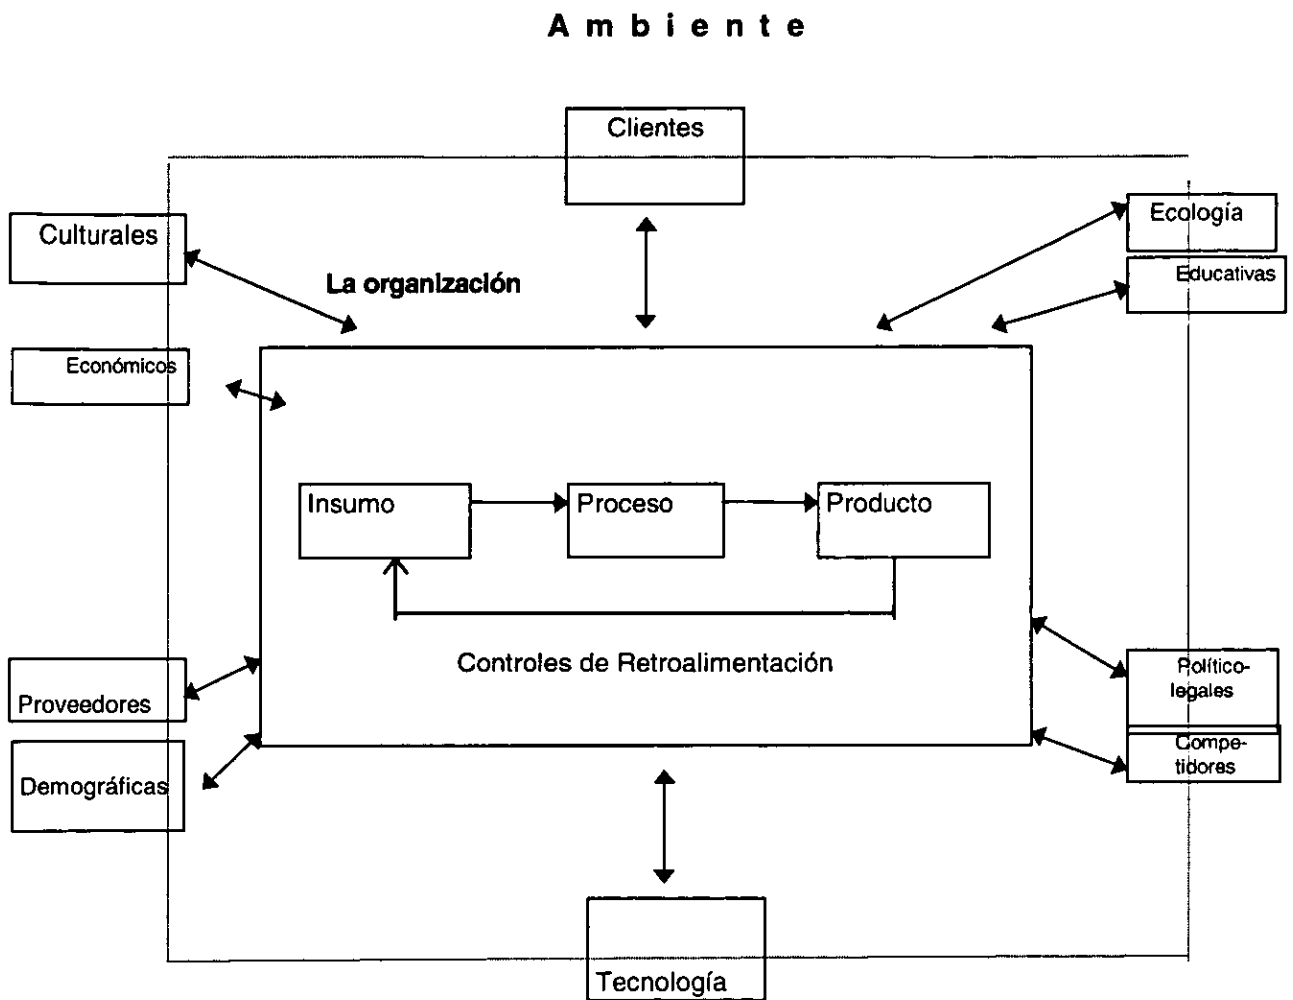 Ambiente
Clientes
Culturales
Ecología
Educativas
La organización
Económicos
Insumo
Proceso
Producto
Controles de Retroalimentación
Proveedores
Político-
legales
Compe-
tidores
Demográficas
Tecnología